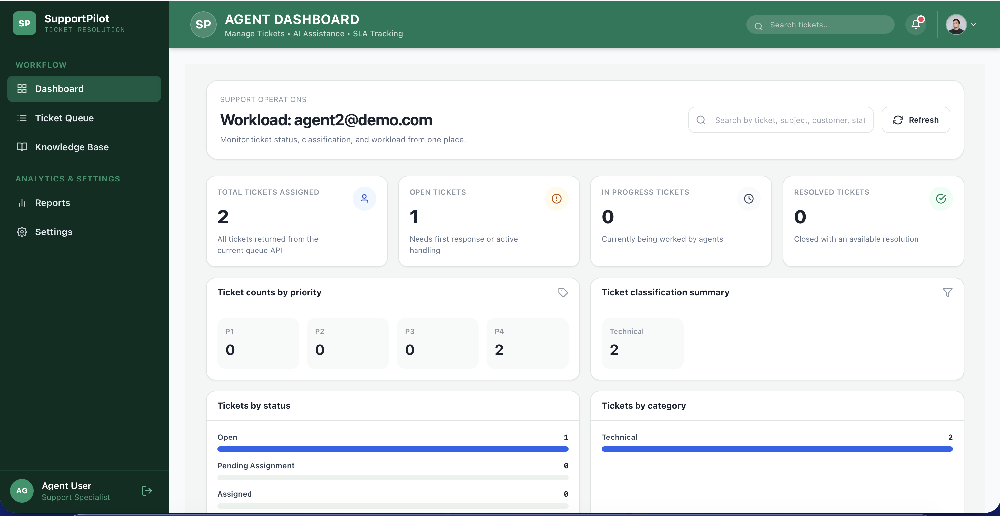 SP
SupportPilot
TICKET RESOLUTION
WORKFLOW
Dashboard
Ticket Queue
Knowledge Base
ANALYTICS & SETTINGS
Reports
Settings
AG
Agent User
Support Specialist
SP
AGENT DASHBOARD
Manage Tickets • AI Assistance • SLA Tracking
Search tickets...
SUPPORT OPERATIONS
Workload: agent2@demo.com
Monitor ticket status, classification, and workload from one place.
Search by ticket, subject, customer, stat
Refresh
TOTAL TICKETS ASSIGNED
2
All tickets returned from the
current queue API
OPEN TICKETS
1
Needs first response or active
handling
IN PROGRESS TICKETS
0
Currently being worked by agents
RESOLVED TICKETS
0
Closed with an available resolution
Ticket counts by priority
P1
0
P2
0
P3
0
P4
2
Ticket classification summary
Technical
2
Tickets by status
Open 1
Pending Assignment 0
Assigned 0
Tickets by category
Technical 2